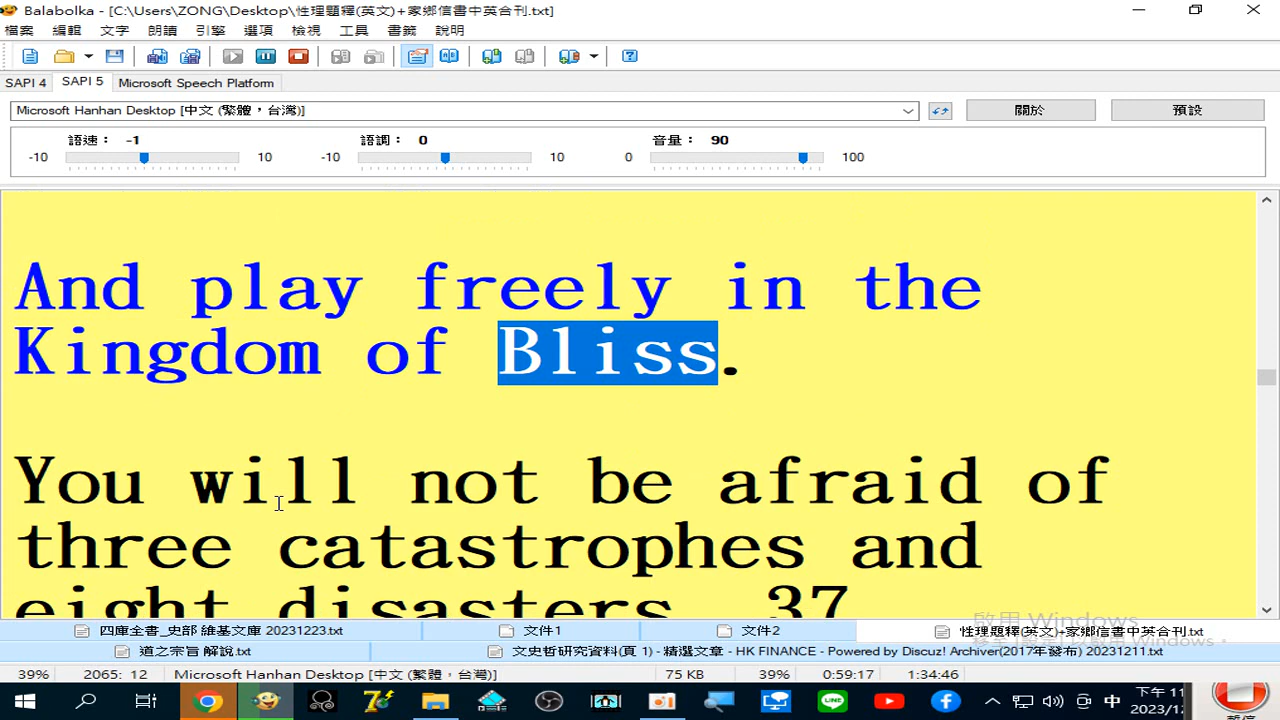 Balabolka - [C:\Users\ZONG\Desktop\性理題釋(英文)+家鄉信書中英合刊.txt]
檔案 編輯 文字 朗讀 引擎 選項 檢視 工具 書籤 說明
SAPI 4 SAPI 5 Microsoft Speech Platform
Microsoft Hanhan Desktop [中文 (繁體，台灣)] 關於 預設
語速： -1 語調： 0 音量： 90
-10 10 -10 10 0 100
And play freely in the
Kingdom of Bliss.
You will not be afraid of
three catastrophes and
eight disasters. 37
啟用 Windows
四庫全書_史部 維基文庫 20231223.txt 文件1 文件2 性理題釋(英文)+家鄉信書中英合刊.txt
道之宗旨 解說.txt 文史哲研究資料(頁 1) - 精選文章 - HK FINANCE - Powered by Discuz! Archiver(2017年發布) 20231211.txt
39% 2065: 12 Microsoft Hanhan Desktop [中文 (繁體，台灣)] 75 KB 39% 0:59:17 1:34:46
中 下午 11
2023/12